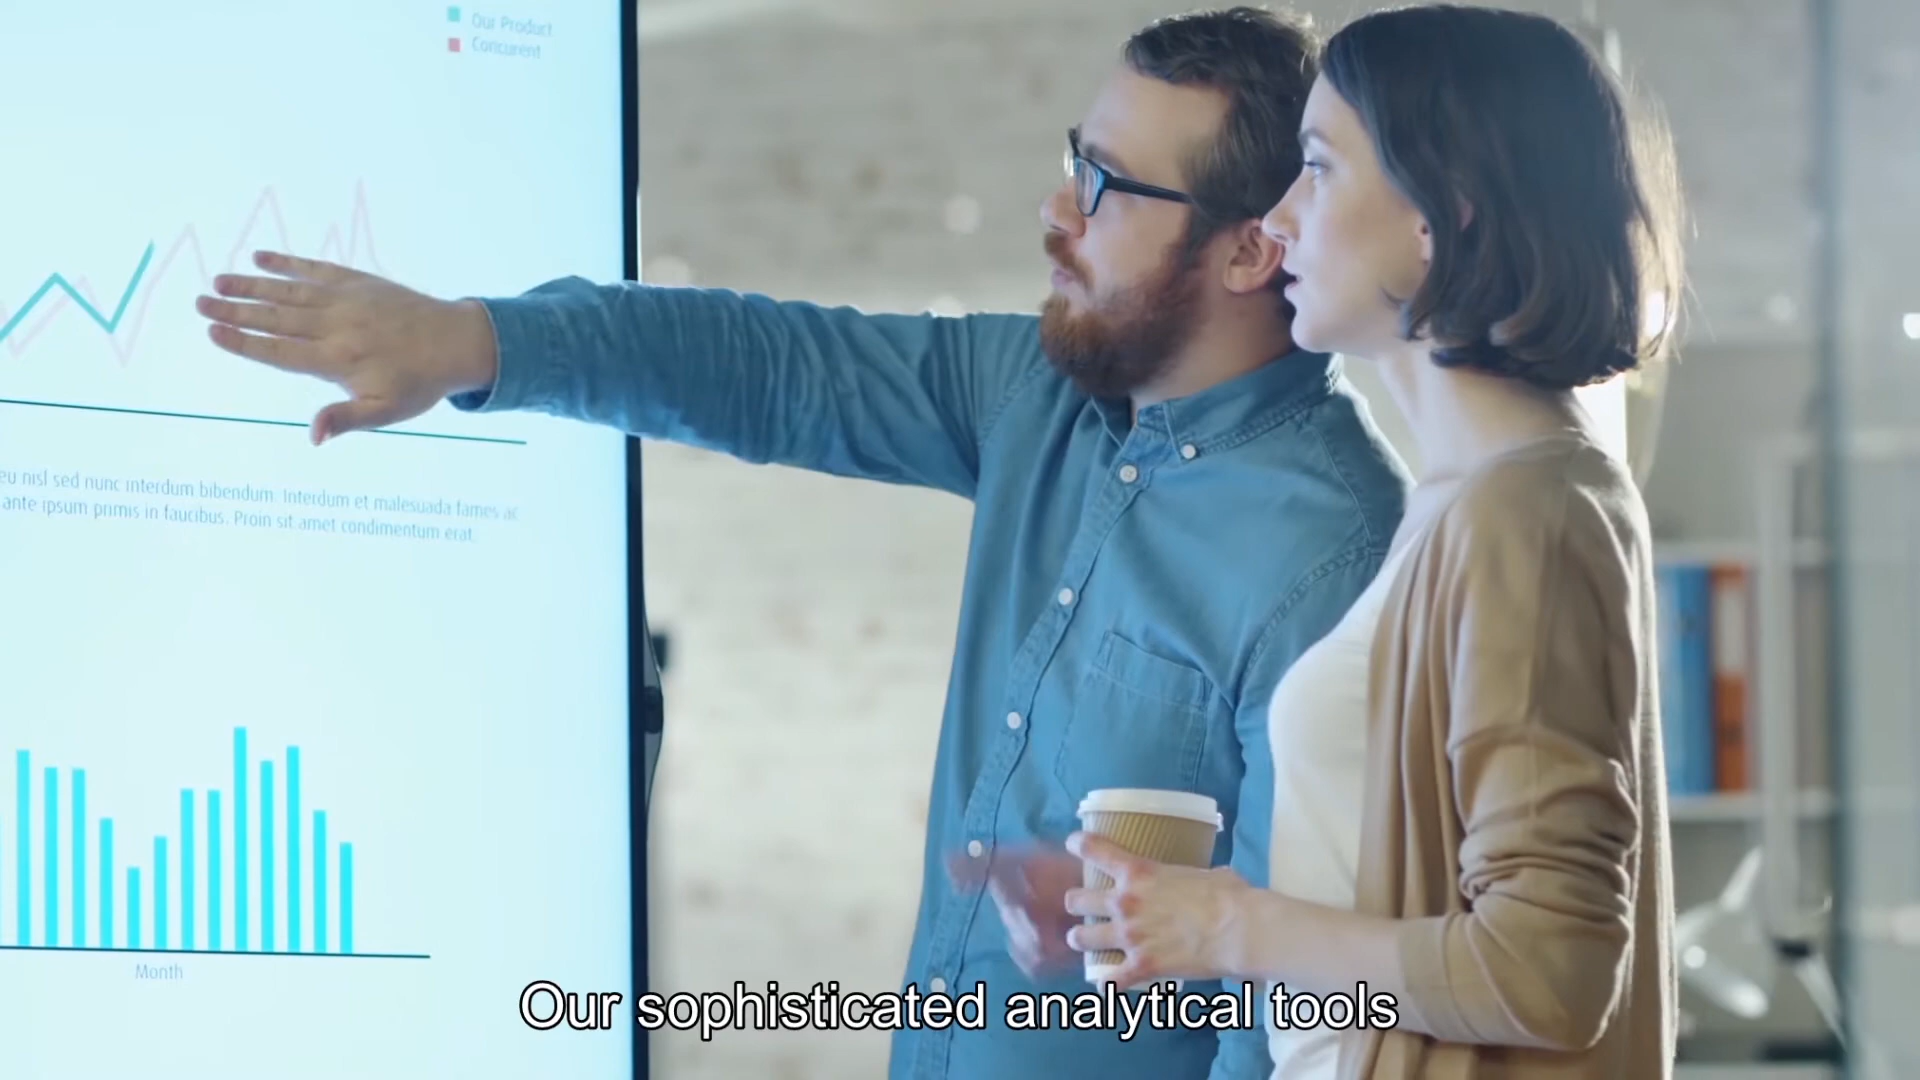 Our Product
Concurent
eu nisl sed nunc interdum bibendum. Interdum et malesuada fames ac
ante ipsum primis in faucibus. Proin sit amet condimentum erat.
Month
Our sophisticated analytical tools